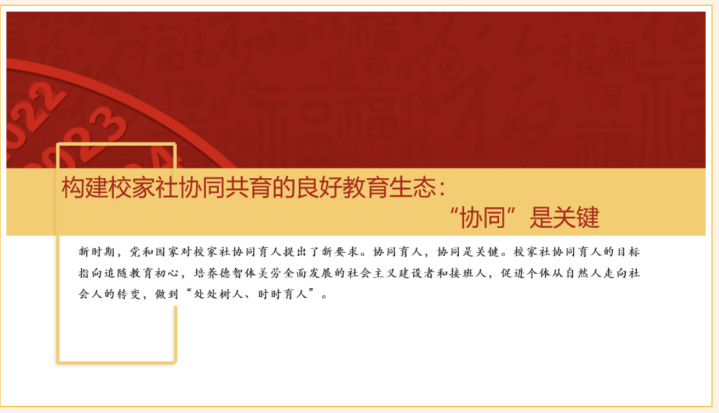 2022
2023
构建校家社协同共育的良好教育生态：
“协同”是关键
新时期，党和国家对校家社协同育人提出了新要求。协同育人，协同是关键。校家社协同育人的目标
指向追随教育初心，培养德智体美劳全面发展的社会主义建设者和接班人，促进个体从自然人走向社
会人的转变，做到“处处树人、时时育人”。